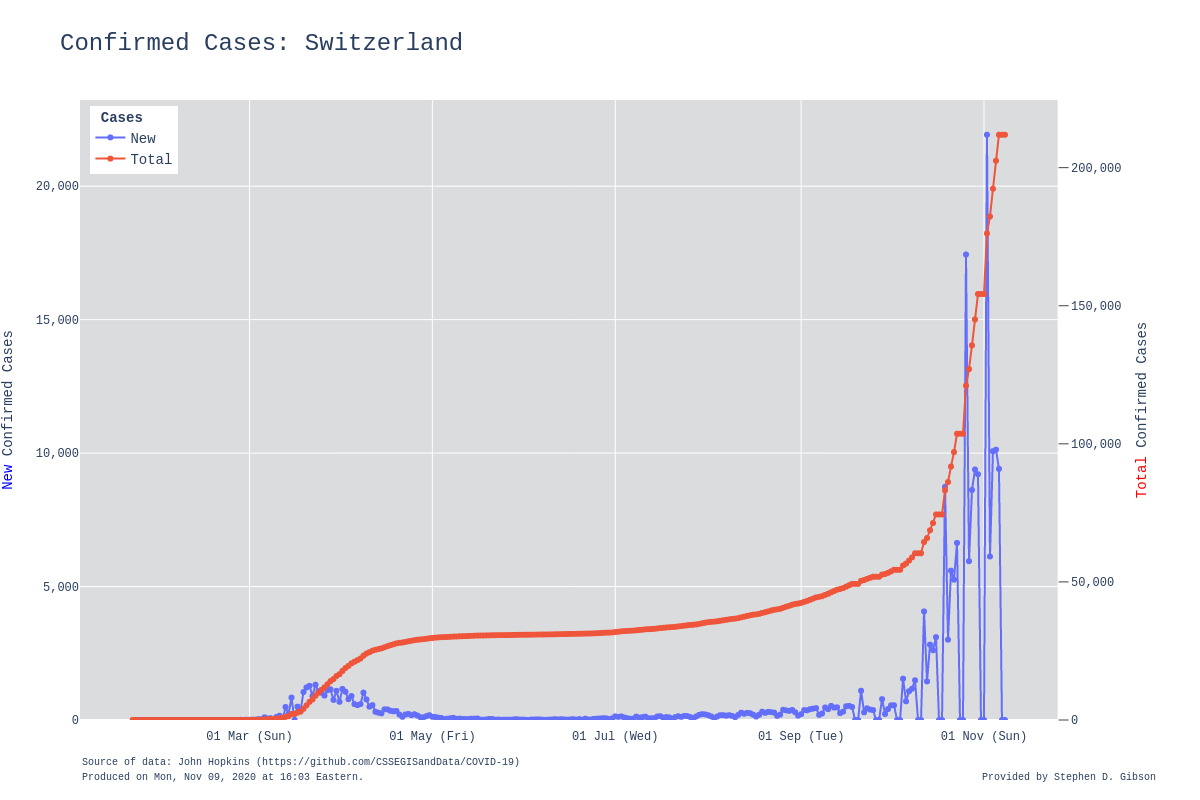 Confirmed Cases: Switzerland
Cases
New
Total
20,000
15,000
10,000
5,000
0
200,000
150,000
100,000
50,000
0
New Confirmed Cases
Total Confirmed Cases
01 Mar (Sun)
01 May (Fri)
01 Jul (Wed)
01 Sep (Tue)
01 Nov (Sun)
Source of data: John Hopkins (https://github.com/CSSEGISandData/COVID-19)
Produced on Mon, Nov 09, 2020 at 16:03 Eastern.
Provided by Stephen D. Gibson